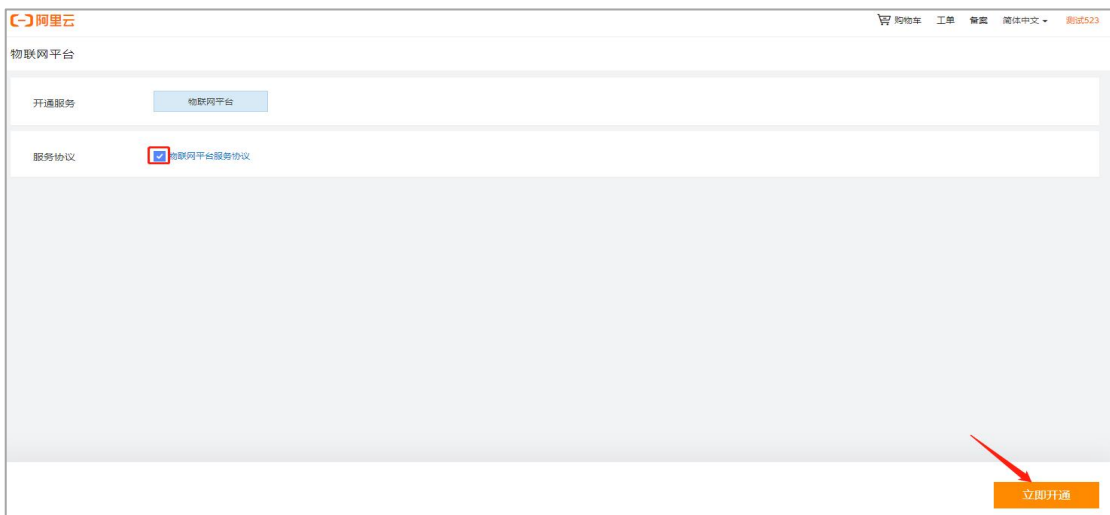 阿里云 购物车 工单 备案 简体中文 测试523
物联网平台
开通服务 物联网平台
服务协议 物联网平台服务协议
立即开通